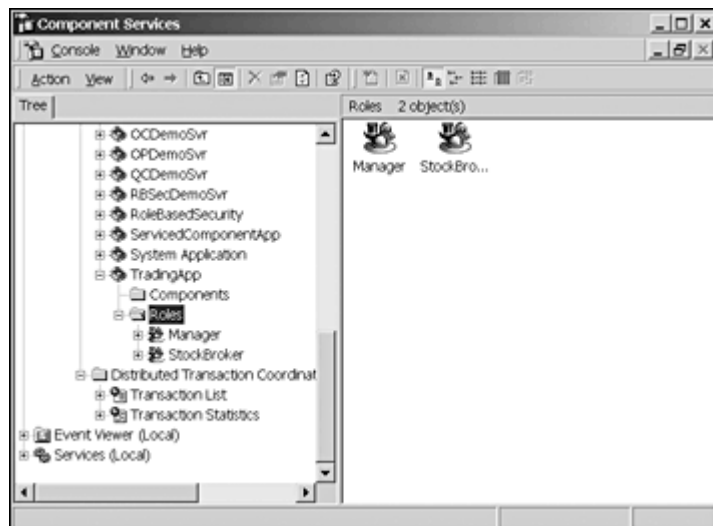 Component Services
Console Window Help
Action View
Tree
Roles 2 object(s)
OCDemoSvr
OPDemoSvr
QCDemoSvr
RBSecDemoSvr
RoleBasedSecurity
ServicedComponentApp
System Application
TradingApp
Components
Roles
Manager
StockBroker
Distributed Transaction Coordinat
Transaction List
Transaction Statistics
Event Viewer (Local)
Services (Local)
Manager StockBro...